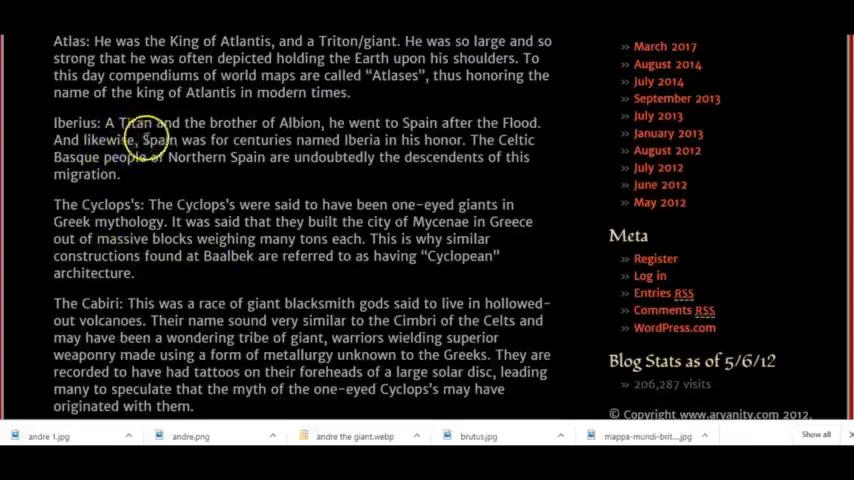 Atlas: He was the King of Atlantis, and a Triton/giant. He was so large and so
strong that he was often depicted holding the Earth upon his shoulders. To
this day compendiums of world maps are called “Atlases”, thus honoring the
name of the king of Atlantis in modern times.
Iberius: A Titan and the brother of Albion, he went to Spain after the Flood.
And likewise, Spain was for centuries named Iberia in his honor. The Celtic
Basque people of Northern Spain are undoubtedly the descendents of this
migration.
The Cyclops's: The Cyclops's were said to have been one-eyed giants in
Greek mythology. It was said that they built the city of Mycenae in Greece
out of massive blocks weighing many tons each. This is why similar
constructions found at Baalbek are referred to as having “Cyclopean”
architecture.
The Cabiri: This was a race of giant blacksmith gods said to live in hollowed-
out volcanoes. Their name sound very similar to the Cimbri of the Celts and
may have been a wondering tribe of giant, warriors wielding superior
weaponry made using a form of metallurgy unknown to the Greeks. They are
recorded to have had tattoos on their foreheads of a large solar disc, leading
many to speculate that the myth of the one-eyed Cyclops's may have
originated with them.
» March 2017
» August 2014
» July 2014
» September 2013
» July 2013
» January 2013
» August 2012
» July 2012
» June 2012
» May 2012
Meta
» Register
» Log in
» Entries RSS
» Comments RSS
» WordPress.com
Blog Stats as of 5/6/12
» 206,287 visits
© Copyright www.aryanity.com 2012,
andre 1.jpg
andre.png
andre the giant.webp
brutus.jpg
mappa-mundi-brit....jpg
Show all